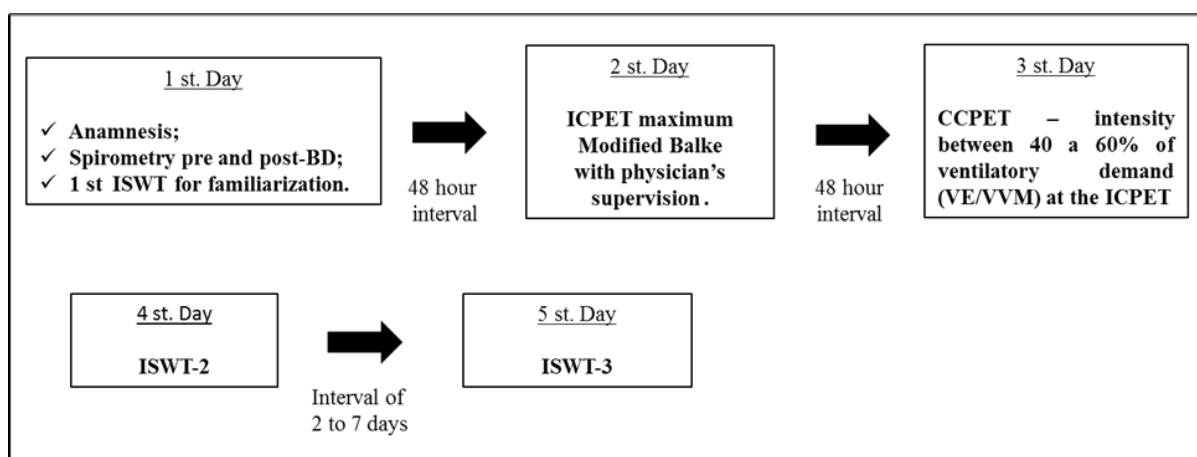 1 st. Day
✓ Anamnesis;
✓ Spirometry pre and post-BD;
✓ 1 st ISWT for familiarization.
48 hour
interval
2 st. Day
ICPET maximum
Modified Balke
with physician's
supervision .
48 hour
interval
3 st. Day
CCPET – intensity
between 40 a 60% of
ventilatory demand
(VE/VVM) at the ICPET
4 st. Day
ISWT-2
Interval of
2 to 7 days
5 st. Day
ISWT-3